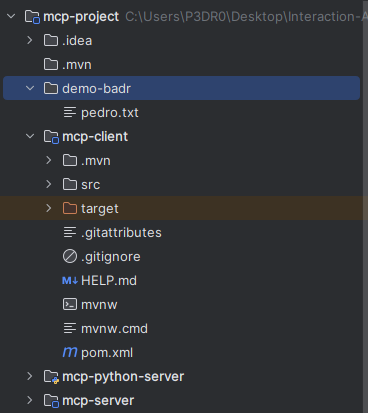 mcp-project C:\Users\P3DR0\Desktop\Interaction-A
.idea
.mvn
demo-badr
pedro.txt
mcp-client
.mvn
src
target
.gitattributes
.gitignore
M↓ HELP.md
mvnw
mvnw.cmd
m pom.xml
mcp-python-server
mcp-server